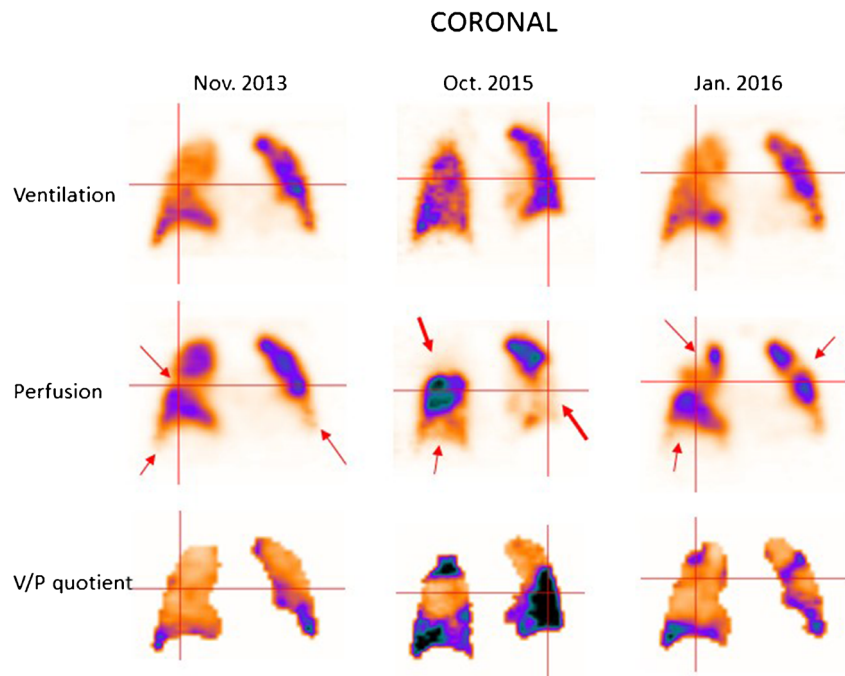 CORONAL
Nov. 2013
Oct. 2015
Jan. 2016
Ventilation
Perfusion
V/P quotient